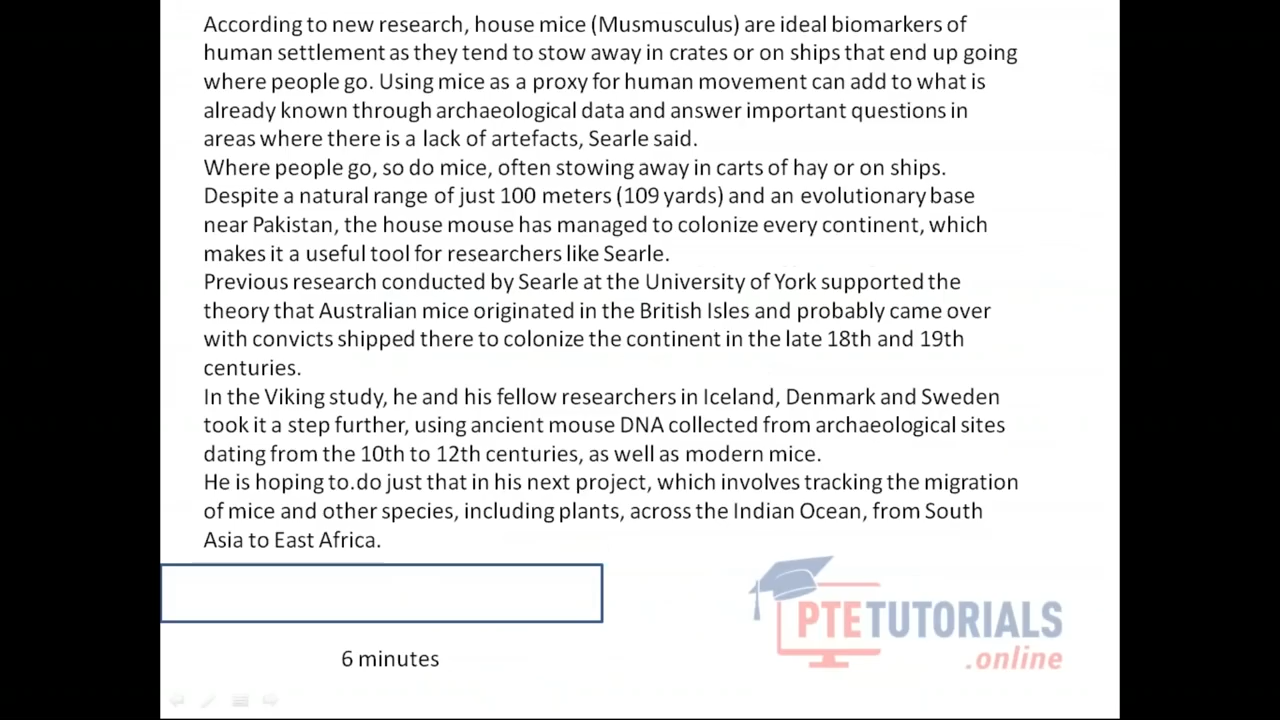 According to new research, house mice (Musmusculus) are ideal biomarkers of
human settlement as they tend to stow away in crates or on ships that end up going
where people go. Using mice as a proxy for human movement can add to what is
already known through archaeological data and answer important questions in
areas where there is a lack of artefacts, Searle said.
Where people go, so do mice, often stowing away in carts of hay or on ships.
Despite a natural range of just 100 meters (109 yards) and an evolutionary base
near Pakistan, the house mouse has managed to colonize every continent, which
makes it a useful tool for researchers like Searle.
Previous research conducted by Searle at the University of York supported the
theory that Australian mice originated in the British Isles and probably came over
with convicts shipped there to colonize the continent in the late 18th and 19th
centuries.
In the Viking study, he and his fellow researchers in Iceland, Denmark and Sweden
took it a step further, using ancient mouse DNA collected from archaeological sites
dating from the 10th to 12th centuries, as well as modern mice.
He is hoping to.do just that in his next project, which involves tracking the migration
of mice and other species, including plants, across the Indian Ocean, from South
Asia to East Africa.
PTETUTORIALS
.online
6 minutes